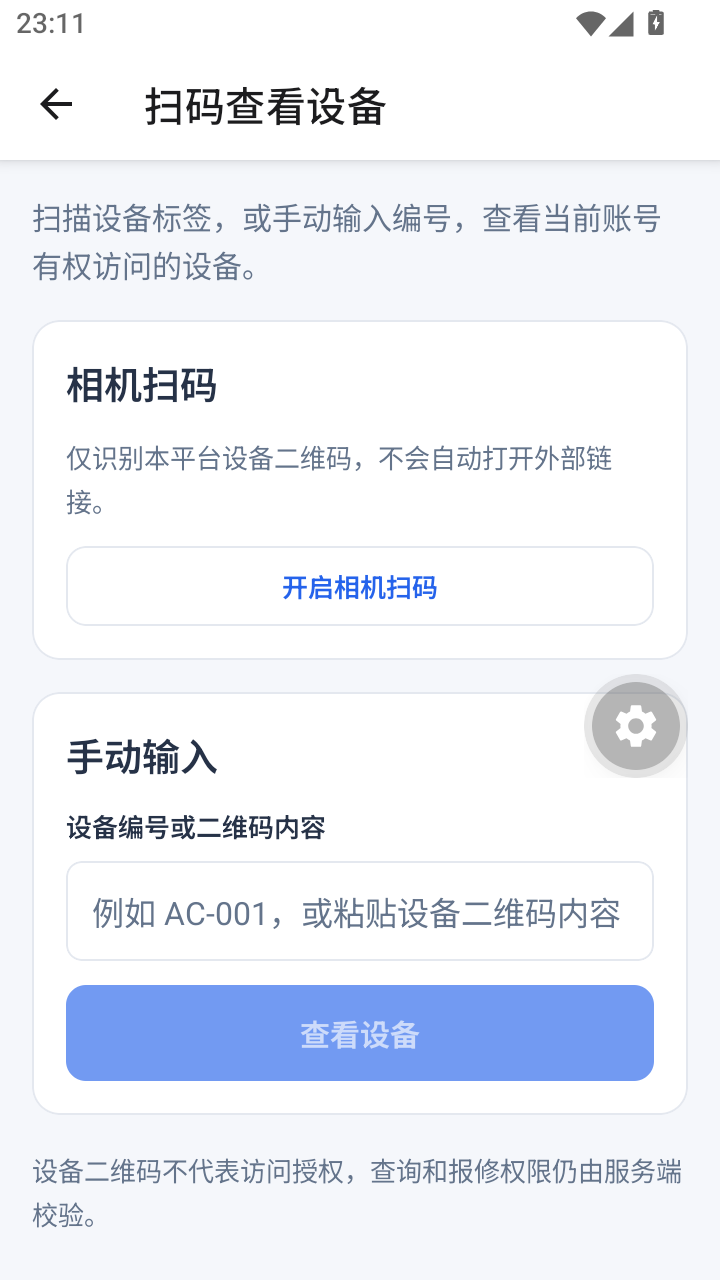 23:11
扫码查看设备
扫描设备标签，或手动输入编号，查看当前账号
有权访问的设备。
相机扫码
仅识别本平台设备二维码，不会自动打开外部链
接。
开启相机扫码
手动输入
设备编号或二维码内容
例如 AC-001，或粘贴设备二维码内容
查看设备
设备二维码不代表访问授权，查询和报修权限仍由服务端
校验。